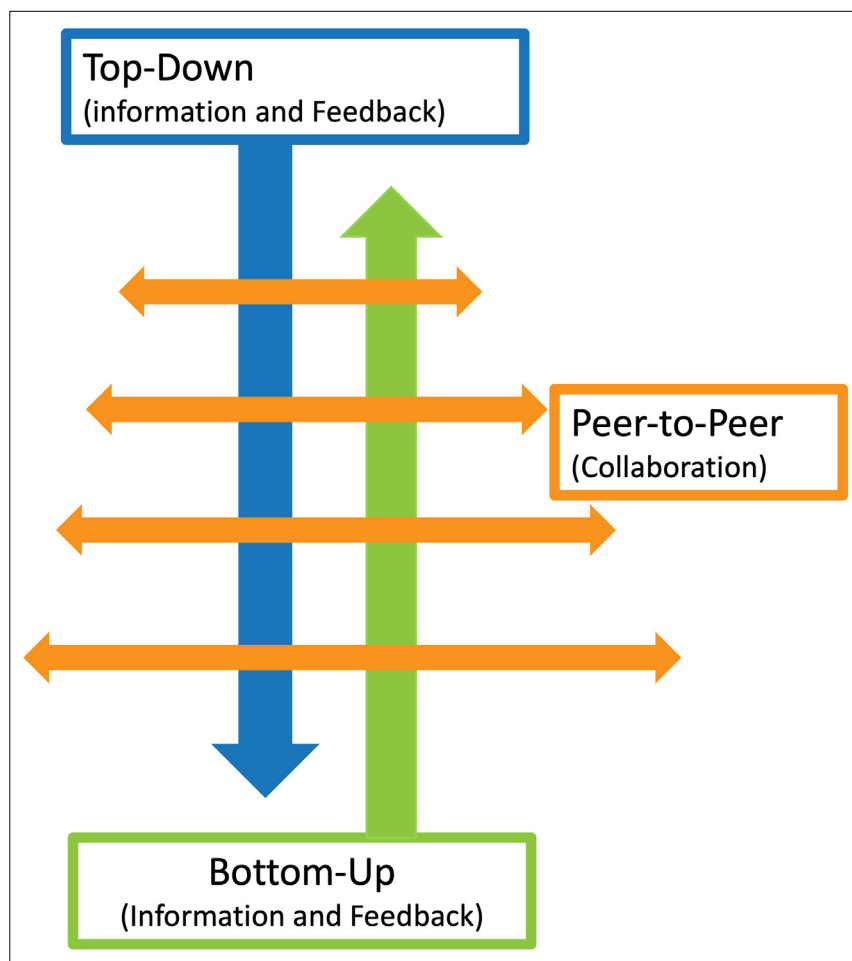 Top-Down
(information and Feedback)
Peer-to-Peer
(Collaboration)
Bottom-Up
(Information and Feedback)